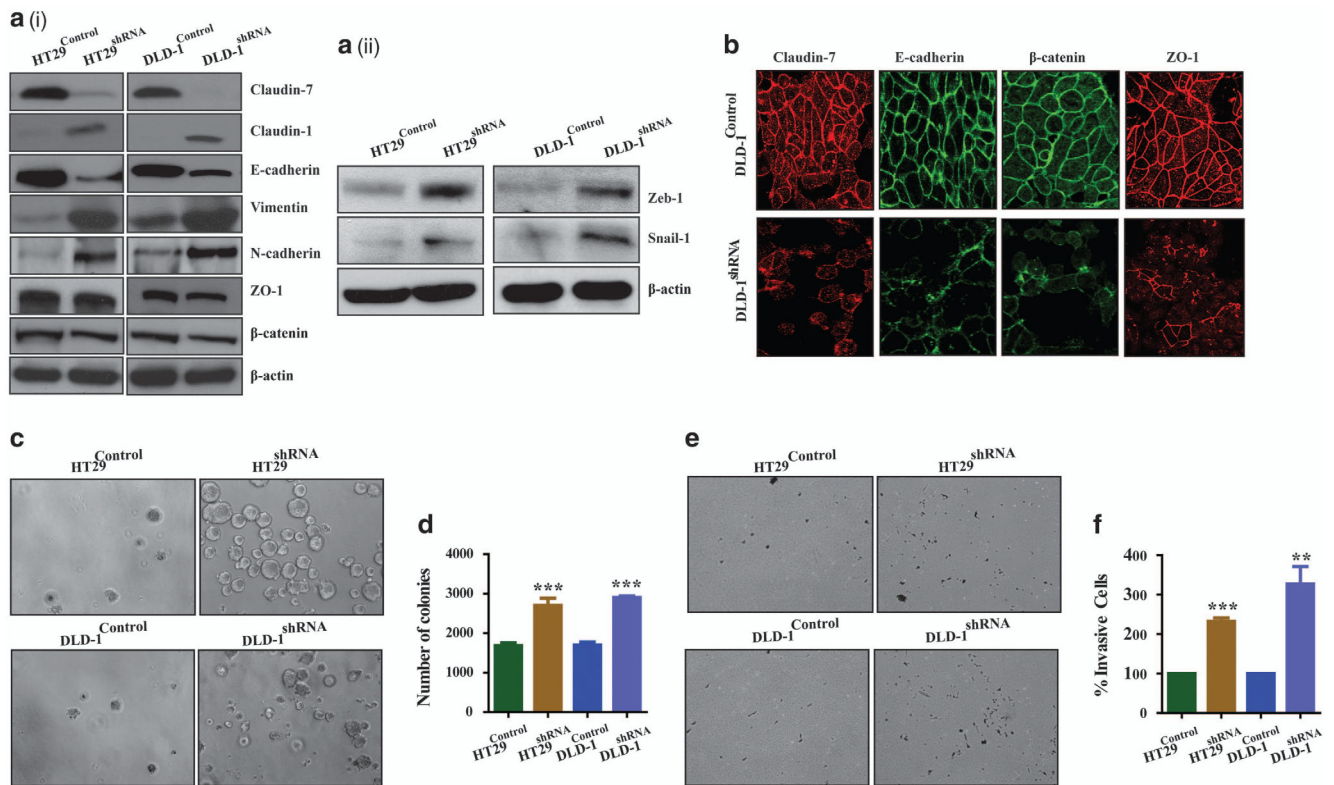 a (i)
HT29Control
HT29shRNA
DLD-1Control
DLD-1shRNA
Claudin-7
Claudin-1
E-cadherin
Vimentin
N-cadherin
ZO-1
β-catenin
β-actin
a (ii)
HT29Control
HT29shRNA
DLD-1Control
DLD-1shRNA
Zeb-1
Snail-1
β-actin
b
Claudin-7 E-cadherin β-catenin ZO-1
DLD-1Control
DLD-1shRNA
c
HT29Control
HT29shRNA
DLD-1Control
DLD-1shRNA
d
Number of colonies
4000
3000
2000
1000
0
***
***
HT29Control
HT29shRNA
DLD-1Control
DLD-1shRNA
e
HT29Control
HT29shRNA
DLD-1Control
DLD-1shRNA
f
% Invasive Cells
400
300
200
100
0
***
**
HT29Control
HT29shRNA
DLD-1Control
DLD-1shRNA